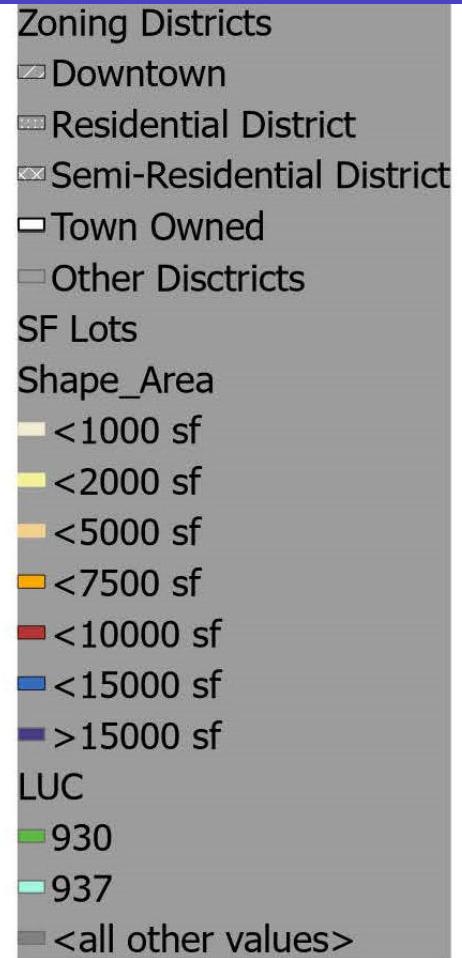 Zoning Districts
Downtown
Residential District
Semi-Residential District
Town Owned
Other Disctricts
SF Lots
Shape_Area
<1000 sf
<2000 sf
<5000 sf
<7500 sf
<10000 sf
<15000 sf
>15000 sf
LUC
930
937
<all other values>